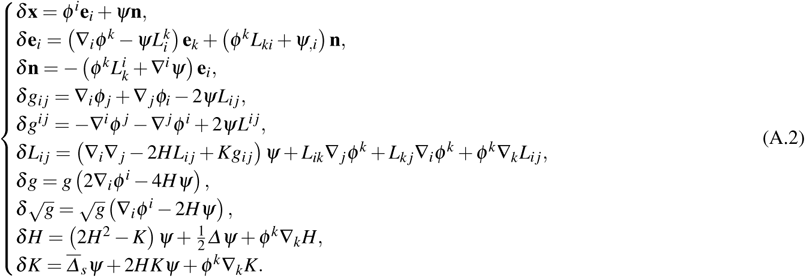 δx = ϕ^i e_i + ψn,
δe_i = (∇_i ϕ^k − ψL_i^k) e_k + (ϕ^k L_{ki} + ψ_{,i}) n,
δn = − (ϕ^k L_k^i + ∇^i ψ) e_i,
δg_{ij} = ∇_i ϕ_j + ∇_j ϕ_i − 2ψL_{ij},
δg^{ij} = −∇^i ϕ^j − ∇^j ϕ^i + 2ψL^{ij},
δL_{ij} = (∇_i ∇_j − 2HL_{ij} + Kg_{ij}) ψ + L_{ik} ∇_j ϕ^k + L_{kj} ∇_i ϕ^k + ϕ^k ∇_k L_{ij}, (A.2)
δg = g (2∇_i ϕ^i − 4Hψ),
δ√g = √g (∇_i ϕ^i − 2Hψ),
δH = (2H^2 − K) ψ + ½Δψ + ϕ^k ∇_k H,
δK = \overline{Δ}_s ψ + 2HKψ + ϕ^k ∇_k K.